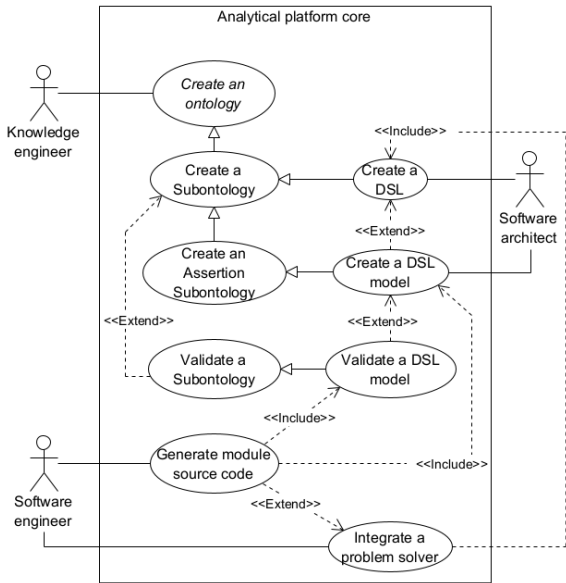 Analytical platform core
Create an
ontology
Knowledge
engineer
<<Include>>
Create a
Subontology
Create a
DSL
Software
architect
<<Extend>>
Create an
Assertion
Subontology
Create a DSL
model
<<Extend>>
<<Extend>>
Validate a
Subontology
Validate a DSL
model
<<Include>>
Generate module
source code
<<Include>>
Software
engineer
<<Extend>>
Integrate a
problem solver